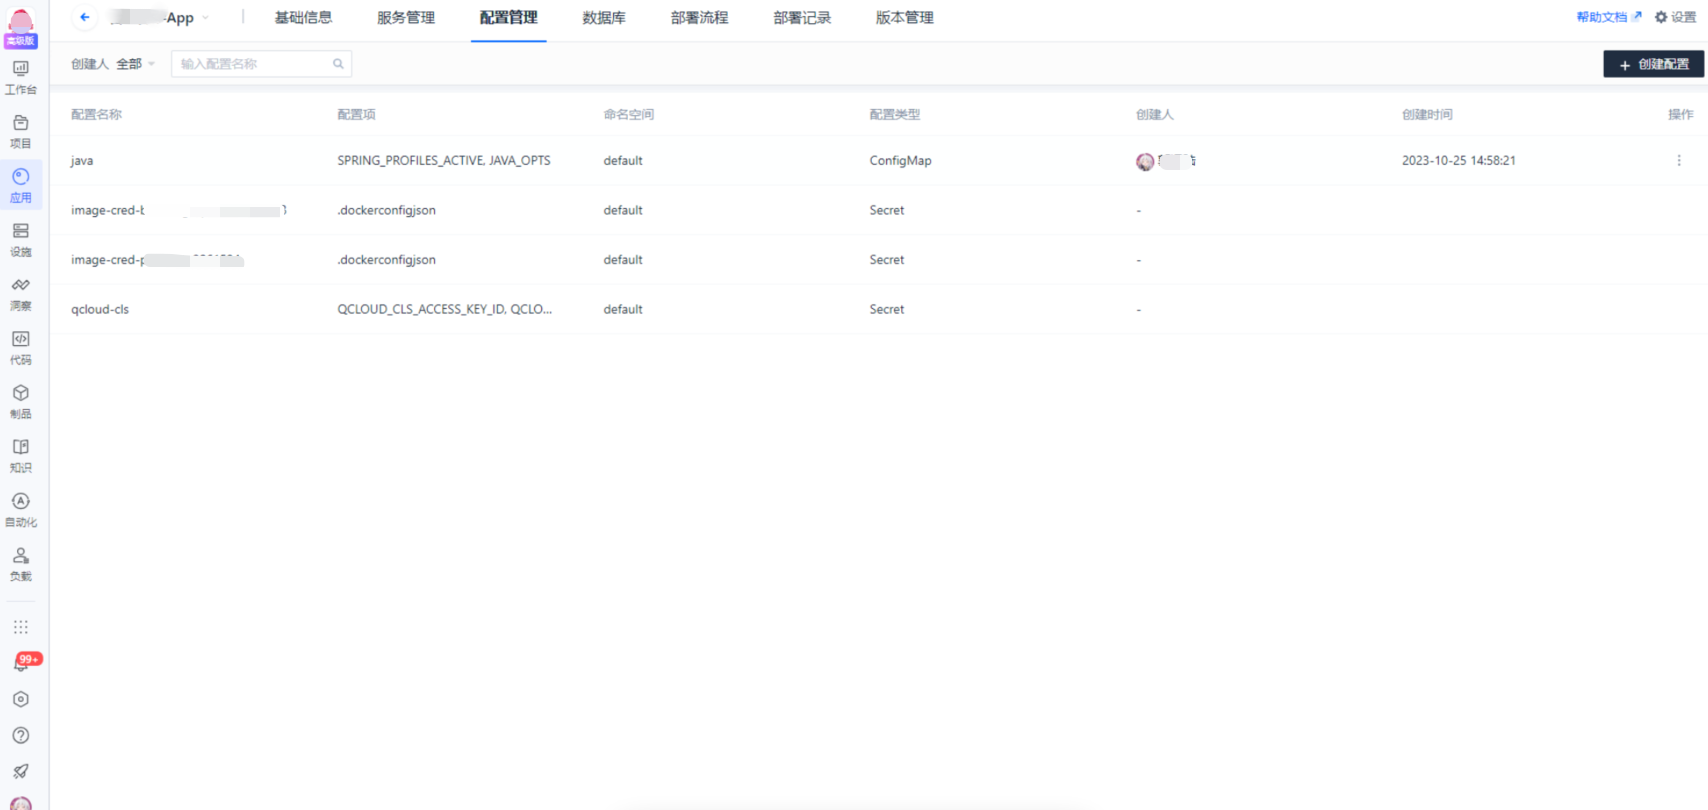 高级版
工作台
项目
应用
设施
洞察
代码
制品
知识
自动化
负载
99+
-App
基础信息 服务管理 配置管理 数据库 部署流程 部署记录 版本管理 帮助文档 设置
创建人 全部 输入配置名称 + 创建配置
配置名称 配置项 命名空间 配置类型 创建人 创建时间 操作
java SPRING_PROFILES_ACTIVE, JAVA_OPTS default ConfigMap 2023-10-25 14:58:21
image-cred- .dockerconfigjson default Secret -
image-cred- .dockerconfigjson default Secret -
qcloud-cls QCLOUD_CLS_ACCESS_KEY_ID, QCLO... default Secret -